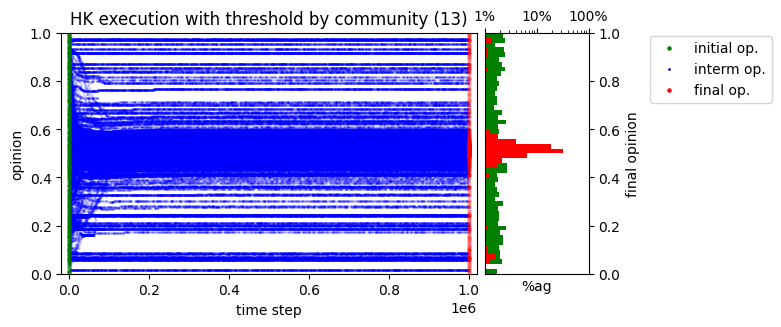 HK execution with threshold by community (13)
1% 10% 100%
1.0 1.0
0.8 0.8
0.6 0.6
0.4 0.4
0.2 0.2
0.0 0.0
opinion
final opinion
0.0 0.2 0.4 0.6 0.8 1.0
1e6
time step
%ag
initial op.
interm op.
final op.